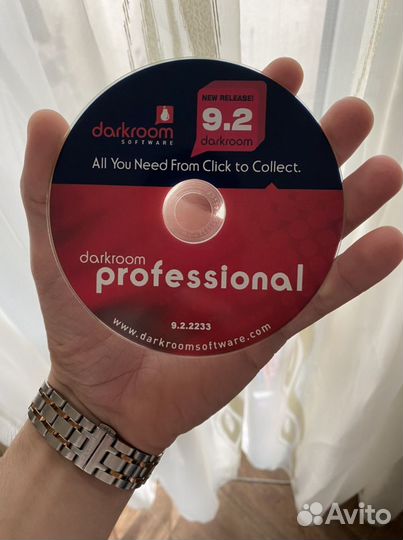 darkroom
SOFTWARE
NEW RELEASE!
9.2
darkroom
All You Need From Click to Collect.
darkroom
professional
9.2.2233
www.darkroomsoftware.com
Avito